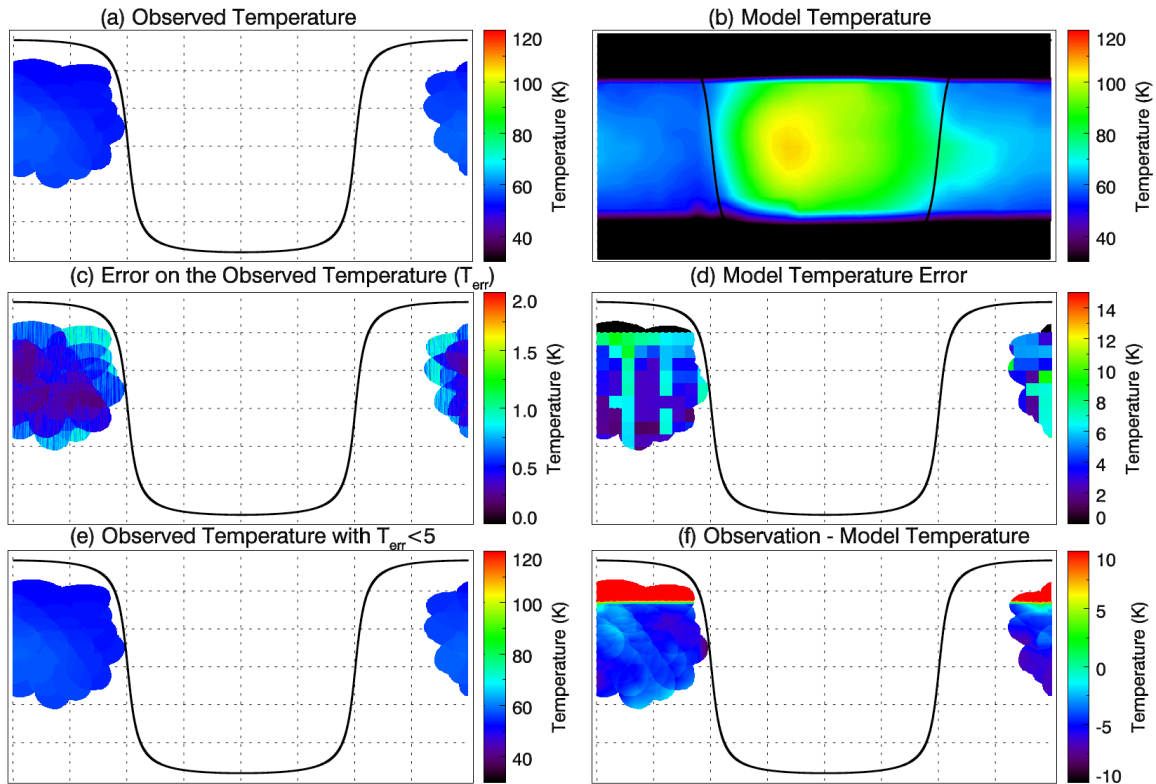 (a) Observed Temperature
120
100
80
60
40
Temperature (K)
(b) Model Temperature
120
100
80
60
40
Temperature (K)
(c) Error on the Observed Temperature (Terr)
2.0
1.5
1.0
0.5
0.0
Temperature (K)
(d) Model Temperature Error
14
12
10
8
6
4
2
0
Temperature (K)
(e) Observed Temperature with Terr<5
120
100
80
60
40
Temperature (K)
(f) Observation - Model Temperature
10
5
0
-5
-10
Temperature (K)